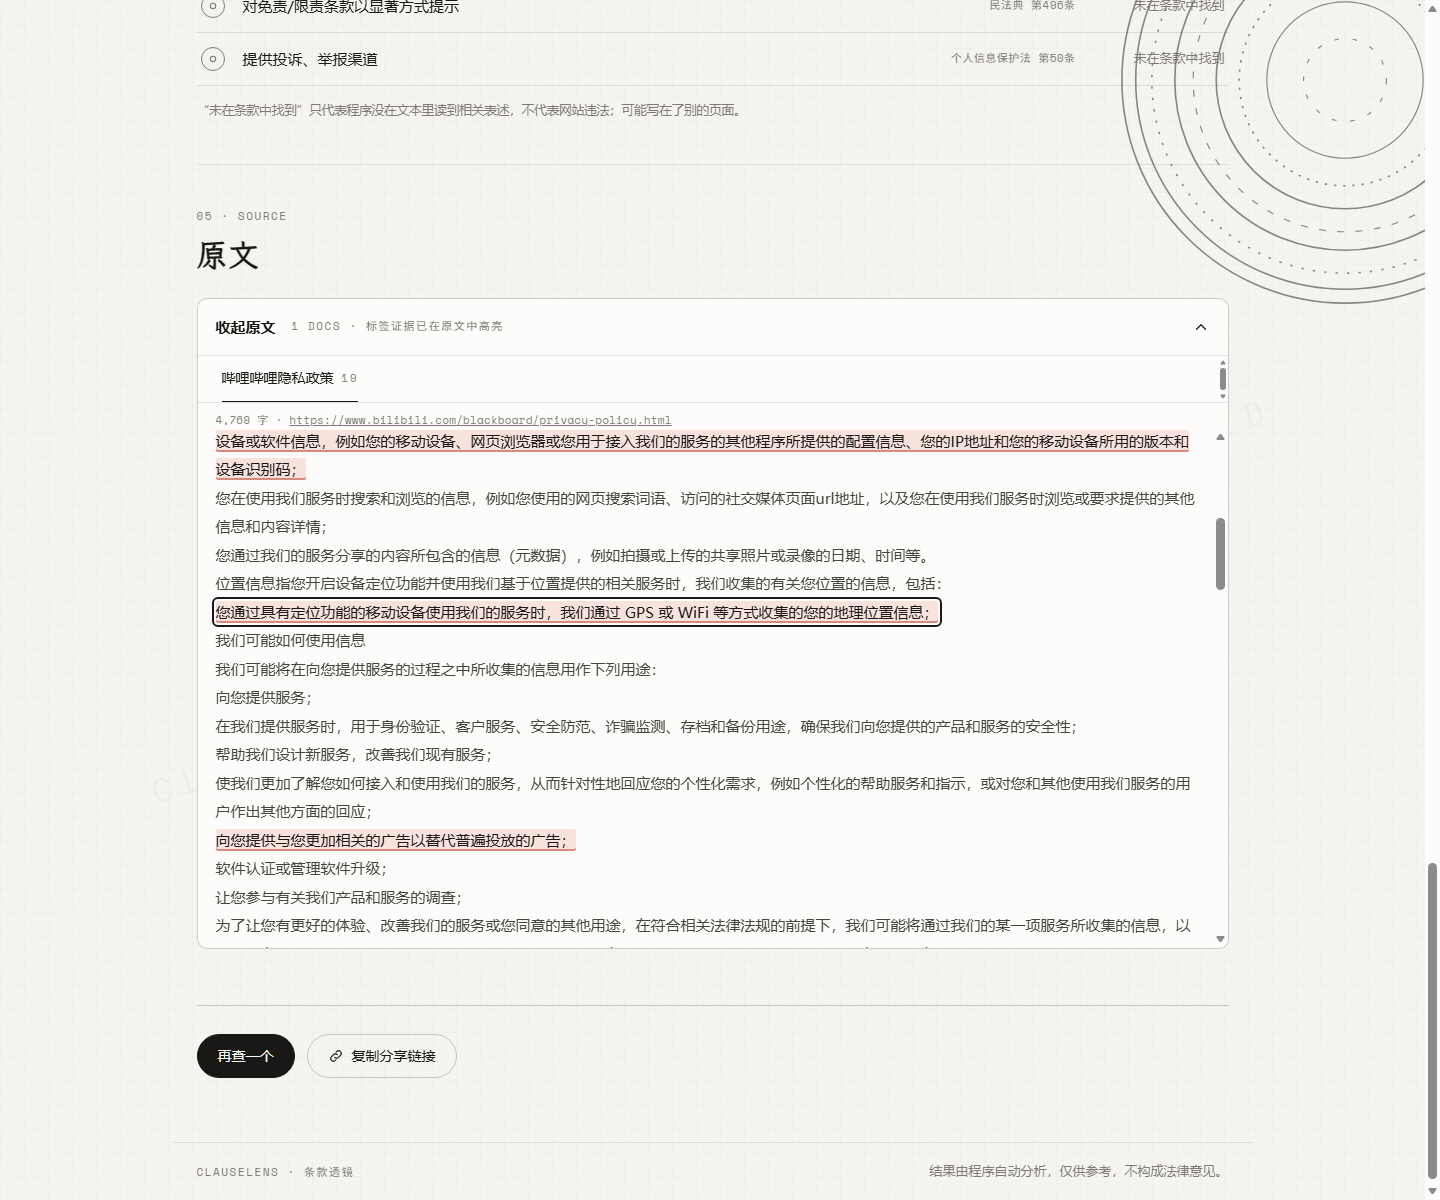 对免责/限责条款以显著方式提示 民法典 第496条 未在条款中找到
提供投诉、举报渠道 个人信息保护法 第50条 未在条款中找到
“未在条款中找到”只代表程序没在文本里读到相关表述，不代表网站违法；可能写在了别的页面。
05 · SOURCE
原文
收起原文 1 DOCS · 标签证据已在原文中高亮
哔哩哔哩隐私政策 19
4,769 字 · https://www.bilibili.com/blackboard/privacy-policy.html
设备或软件信息，例如您的移动设备、网页浏览器或您用于接入我们的服务的其他程序所提供的配置信息、您的IP地址和您的移动设备所用的版本和
设备识别码；
您在使用我们服务时搜索和浏览的信息，例如您使用的网页搜索词语、访问的社交媒体页面url地址，以及您在使用我们服务时浏览或要求提供的其他
信息和内容详情；
您通过我们的服务分享的内容所包含的信息（元数据），例如拍摄或上传的共享照片或录像的日期、时间等。
位置信息指您开启设备定位功能并使用我们基于位置提供的相关服务时，我们收集的有关您位置的信息，包括：
您通过具有定位功能的移动设备使用我们的服务时，我们通过 GPS 或 WiFi 等方式收集的您的地理位置信息；
我们可能如何使用信息
我们可能将在向您提供服务的过程之中所收集的信息用作下列用途：
向您提供服务；
在我们提供服务时，用于身份验证、客户服务、安全防范、诈骗监测、存档和备份用途，确保我们向您提供的产品和服务的安全性；
帮助我们设计新服务，改善我们现有服务；
使我们更加了解您如何接入和使用我们的服务，从而针对性地回应您的个性化需求，例如个性化的帮助服务和指示，或对您和其他使用我们服务的用
户作出其他方面的回应；
向您提供与您更加相关的广告以替代普遍投放的广告；
软件认证或管理软件升级；
让您参与有关我们产品和服务的调查；
为了让您有更好的体验、改善我们的服务或您同意的其他用途，在符合相关法律法规的前提下，我们可能将通过我们的某一项服务所收集的信息，以
再查一个 复制分享链接
CLAUSELENS · 条款透镜 结果由程序自动分析，仅供参考，不构成法律意见。